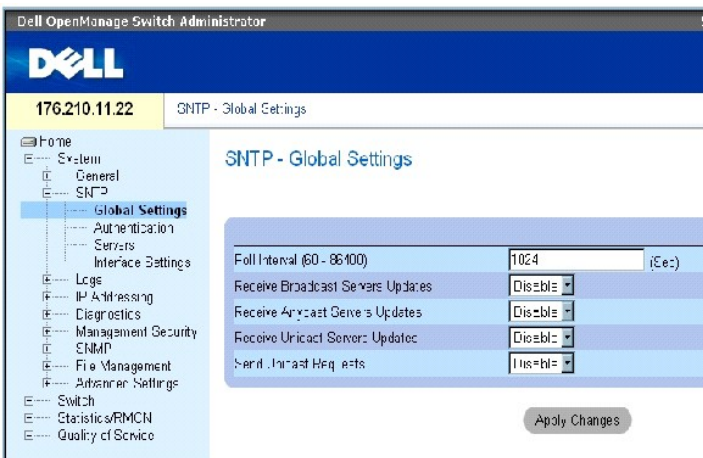 Dell OpenManage Switch Administrator
DELL
176.210.11.22
SNTP - Global Settings
Home
System
General
SNTP
Global Settings
Authentication
Servers
Interface Settings
Logs
IP Addressing
Diagnostics
Management Security
SNMP
File Management
Advanced Settings
Switch
Statistics/RMON
Quality of Service
SNTP - Global Settings
Poll Interval (60 - 86400) 1024 (Sec)
Receive Broadcast Servers Updates Disable
Receive Anycast Servers Updates Disable
Receive Unicast Servers Updates Disable
Send Unicast Requests Disable
Apply Changes